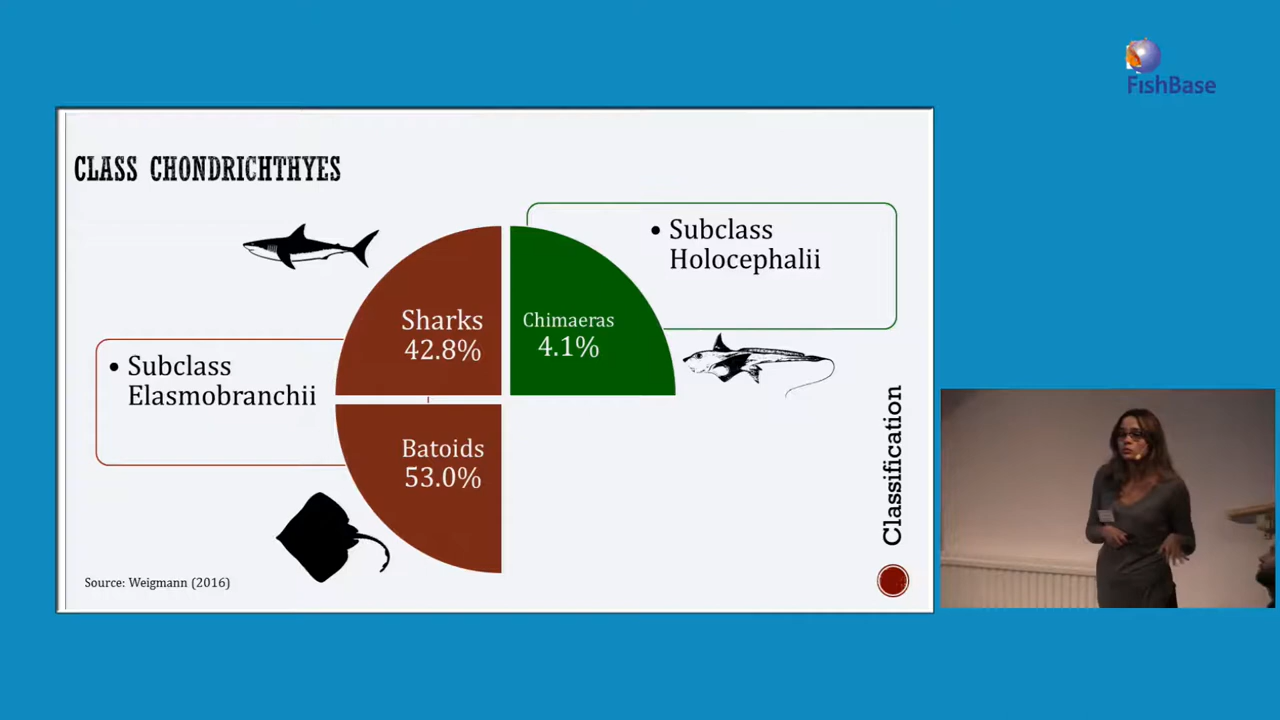 FishBase
CLASS CHONDRICHTHYES
• Subclass
Holocephalii
Sharks
42.8%
Chimaeras
4.1%
• Subclass
Elasmobranchii
Batoids
53.0%
Classification
Source: Weigmann (2016)